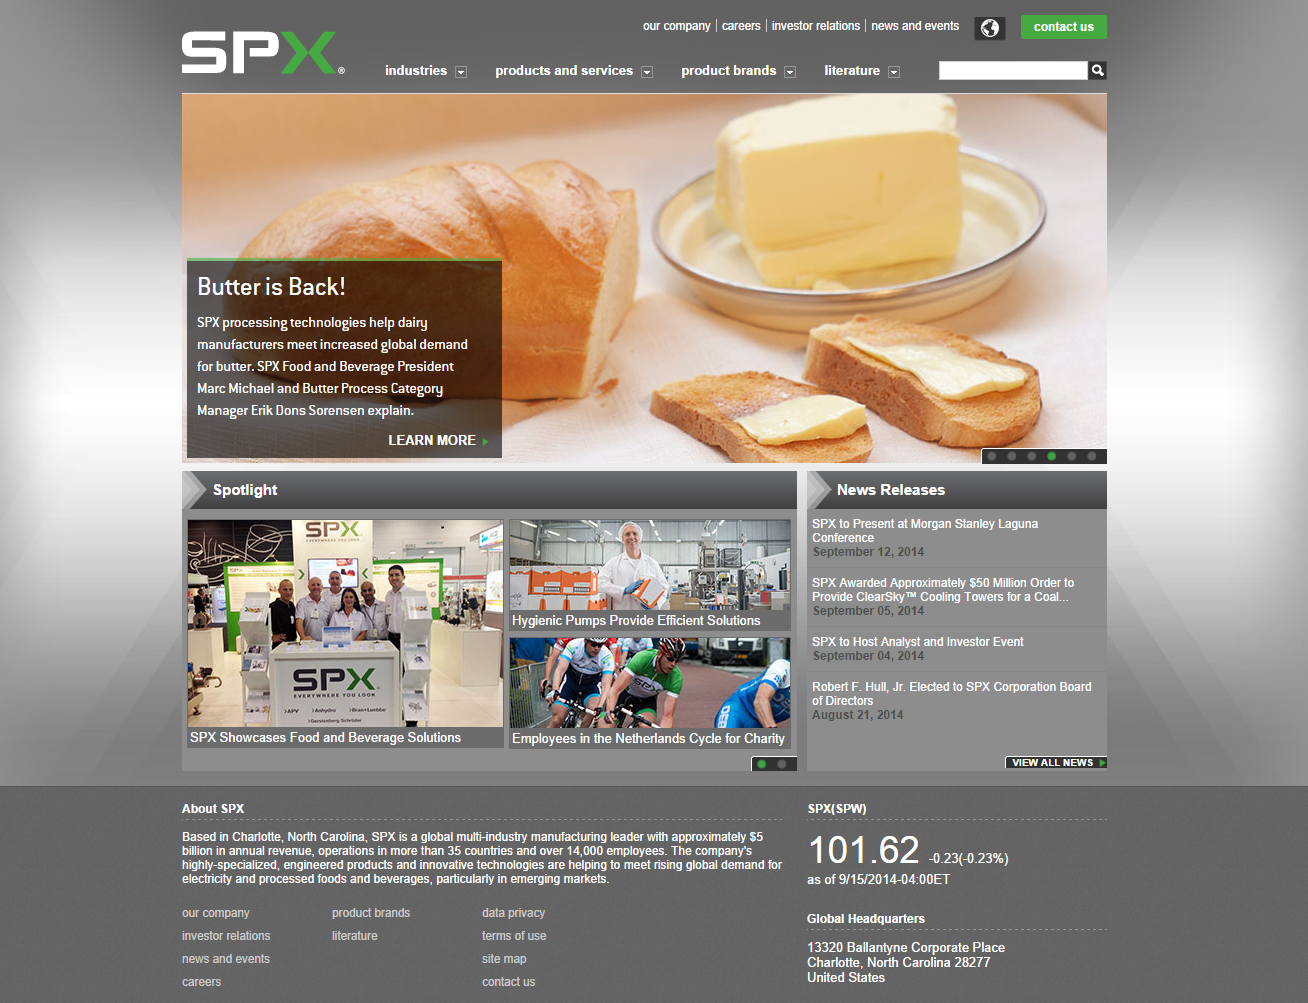 our company
careers
investor relations
news and events
contact us
SPX®
industries
products and services
product brands
literature
Butter is Back!
SPX processing technologies help dairy
manufacturers meet increased global demand
for butter. SPX Food and Beverage President
Marc Michael and Butter Process Category
Manager Erik Dons Sorensen explain.
LEARN MORE
Spotlight
SPX
EVERYWHERE YOU LOOK
SPX
EVERYWHERE YOU LOOK
›APV ›Anhydro ›Bran+Luebbe
›Gerstenberg Schröder
SPX Showcases Food and Beverage Solutions
Hygienic Pumps Provide Efficient Solutions
SPX
Employees in the Netherlands Cycle for Charity
News Releases
SPX to Present at Morgan Stanley Laguna
Conference
September 12, 2014
SPX Awarded Approximately $50 Million Order to
Provide ClearSky™ Cooling Towers for a Coal...
September 05, 2014
SPX to Host Analyst and Investor Event
September 04, 2014
Robert F. Hull, Jr. Elected to SPX Corporation Board
of Directors
August 21, 2014
VIEW ALL NEWS
About SPX
Based in Charlotte, North Carolina, SPX is a global multi-industry manufacturing leader with approximately $5
billion in annual revenue, operations in more than 35 countries and over 14,000 employees. The company's
highly-specialized, engineered products and innovative technologies are helping to meet rising global demand for
electricity and processed foods and beverages, particularly in emerging markets.
our company
product brands
data privacy
investor relations
literature
terms of use
news and events
site map
careers
contact us
SPX(SPW)
101.62 -0.23(-0.23%)
as of 9/15/2014-04:00ET
Global Headquarters
13320 Ballantyne Corporate Place
Charlotte, North Carolina 28277
United States